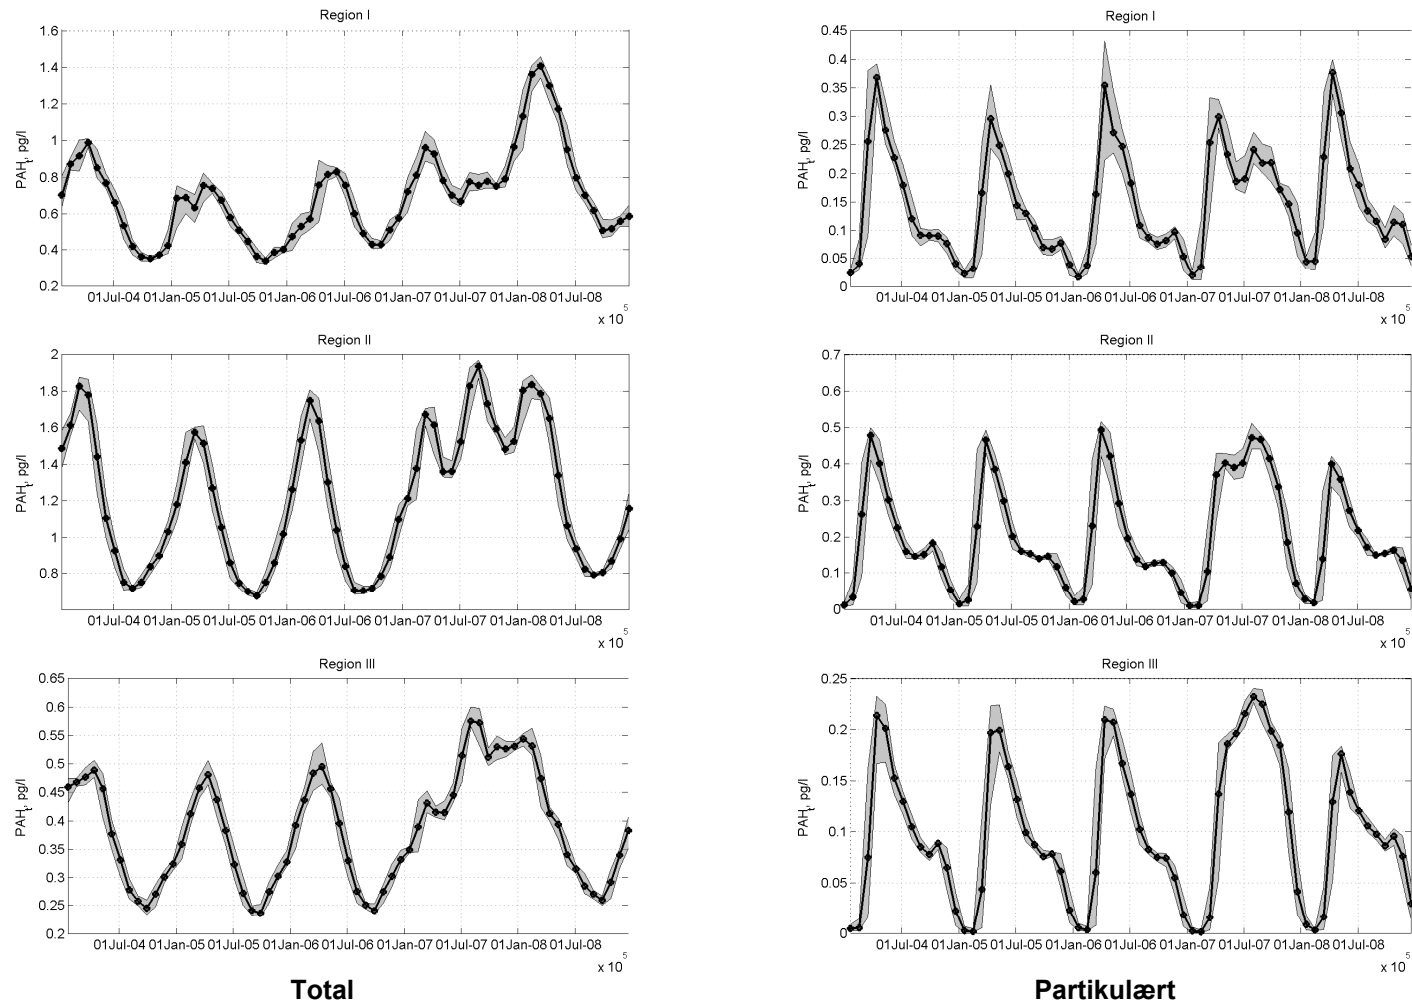 Region I
1.6
1.4
1.2
1
0.8
0.6
0.4
0.2
PAHt, pg/l
01Jul-04 01Jan-05 01Jul-05 01Jan-06 01Jul-06 01Jan-07 01Jul-07 01Jan-08 01Jul-08
x 10 5
Region I
0.45
0.4
0.35
0.3
0.25
0.2
0.15
0.1
0.05
0
PAHt, pg/l
01Jul-04 01Jan-05 01Jul-05 01Jan-06 01Jul-06 01Jan-07 01Jul-07 01Jan-08 01Jul-08
x 10 5
Region II
2
1.8
1.6
1.4
1.2
1
0.8
PAHt, pg/l
01Jul-04 01Jan-05 01Jul-05 01Jan-06 01Jul-06 01Jan-07 01Jul-07 01Jan-08 01Jul-08
x 10 5
Region II
0.7
0.6
0.5
0.4
0.3
0.2
0.1
0
PAHt, pg/l
01Jul-04 01Jan-05 01Jul-05 01Jan-06 01Jul-06 01Jan-07 01Jul-07 01Jan-08 01Jul-08
x 10 5
Region III
0.65
0.6
0.55
0.5
0.45
0.4
0.35
0.3
0.25
0.2
PAHt, pg/l
01Jul-04 01Jan-05 01Jul-05 01Jan-06 01Jul-06 01Jan-07 01Jul-07 01Jan-08 01Jul-08
x 10 5
Region III
0.25
0.2
0.15
0.1
0.05
0
PAHt, pg/l
01Jul-04 01Jan-05 01Jul-05 01Jan-06 01Jul-06 01Jan-07 01Jul-07 01Jan-08 01Jul-08
x 10 5
Total
Partikulært